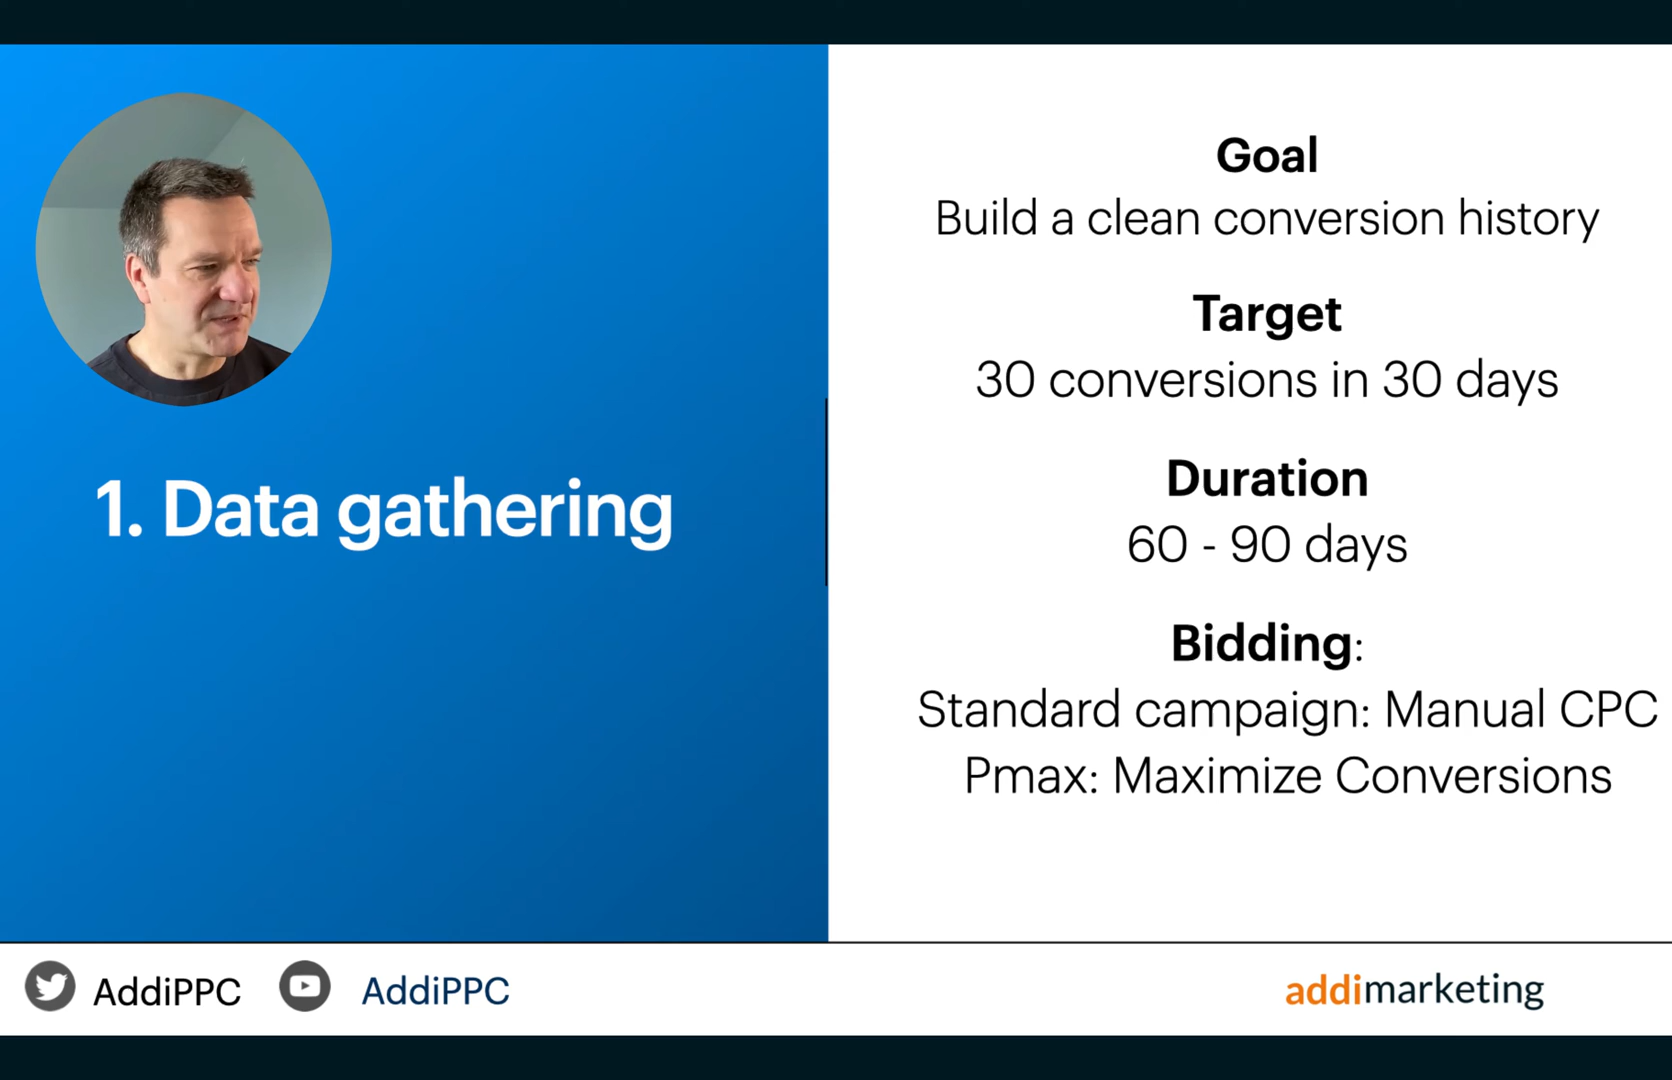 1. Data gathering
Goal
Build a clean conversion history
Target
30 conversions in 30 days
Duration
60 - 90 days
Bidding:
Standard campaign: Manual CPC
Pmax: Maximize Conversions
AddiPPC
AddiPPC
addimarketing